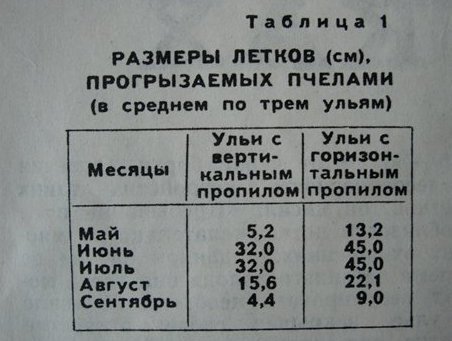 Таблица 1
РАЗМЕРЫ ЛЕТКОВ (см),
ПРОГРЫЗАЕМЫХ ПЧЕЛАМИ
(в среднем по трем ульям)
Месяцы | Ульи с верти-кальным пропилом | Ульи с горизон-тальным пропилом
Май 5,2 13,2
Июнь 32,0 45,0
Июль 32,0 45,0
Август 15,6 22,1
Сентябрь 4,4 9,0